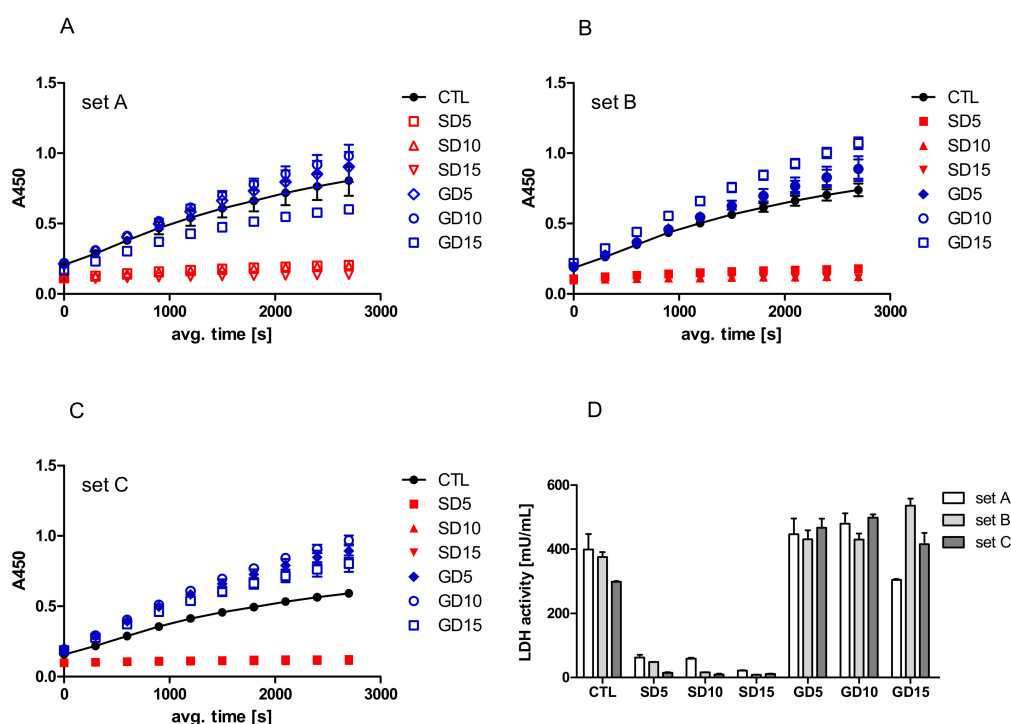 A
set A
A450
1.5
1.0
0.5
0.0
0 1000 2000 3000
avg. time [s]
CTL
SD5
SD10
SD15
GD5
GD10
GD15
B
set B
A450
1.5
1.0
0.5
0.0
0 1000 2000 3000
avg. time [s]
CTL
SD5
SD10
SD15
GD5
GD10
GD15
C
set C
A450
1.5
1.0
0.5
0.0
0 1000 2000 3000
avg. time [s]
CTL
SD5
SD10
SD15
GD5
GD10
GD15
D
LDH activity [mU/mL]
600
400
200
0
CTL SD5 SD10 SD15 GD5 GD10 GD15
set A
set B
set C